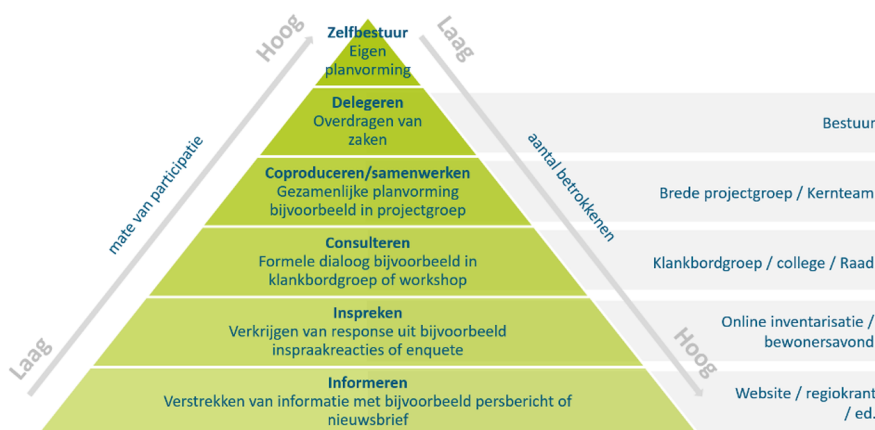 Hoog
Laag
Zelfbestuur
Eigen
planvorming
Delegeren
Overdragen van
zaken
Bestuur
mate van participatie
aantal betrokkenen
Coproduceren/samenwerken
Gezamenlijke planvorming
bijvoorbeeld in projectgroep
Brede projectgroep / Kernteam
Consulteren
Formele dialoog bijvoorbeeld in
klankbordgroep of workshop
Klankbordgroep / college / Raad
Inspreken
Verkrijgen van response uit bijvoorbeeld
inspraakreacties of enquete
Online inventarisatie /
bewonersavond
Laag
Hoog
Informeren
Verstrekken van informatie met bijvoorbeeld persbericht of
nieuwsbrief
Website / regiokrant
/ ed.